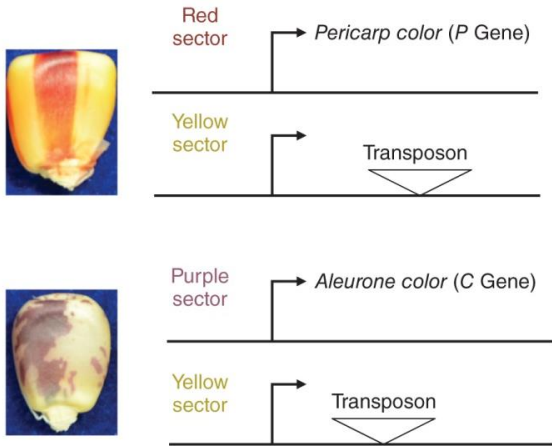 Red
sector
Pericarp color (P Gene)
Yellow
sector
Transposon
Purple
sector
Aleurone color (C Gene)
Yellow
sector
Transposon